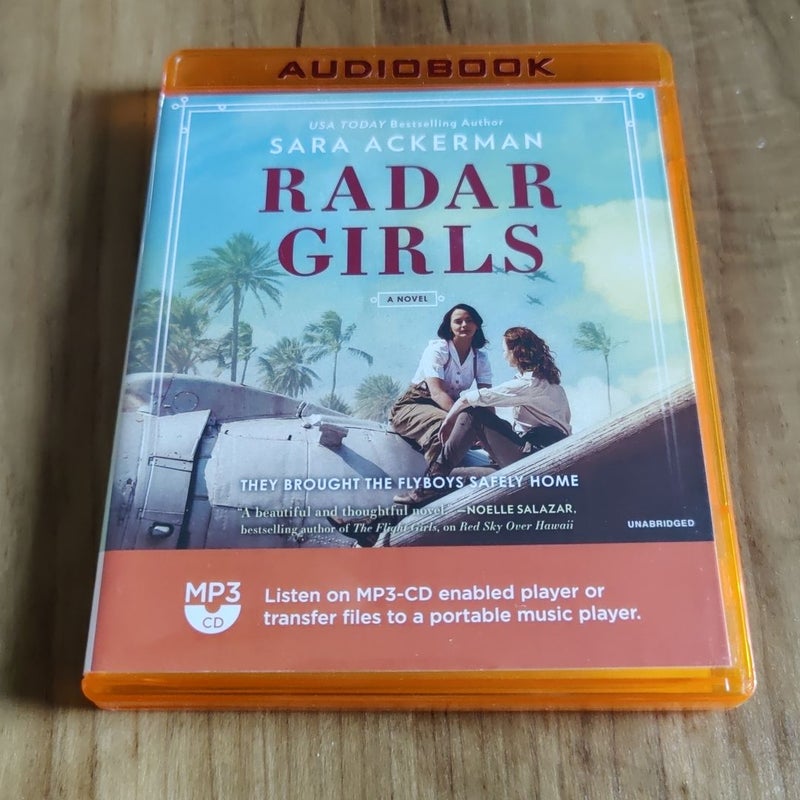 AUDIOBOOK
USA TODAY Bestselling Author
SARA ACKERMAN
RADAR
GIRLS
A NOVEL
THEY BROUGHT THE FLYBOYS SAFELY HOME
"A beautiful and thoughtful novel." —NOELLE SALAZAR,
bestselling author of The Flight Girls, on Red Sky Over Hawaii
UNABRIDGED
MP3
CD
Listen on MP3-CD enabled player or
transfer files to a portable music player.